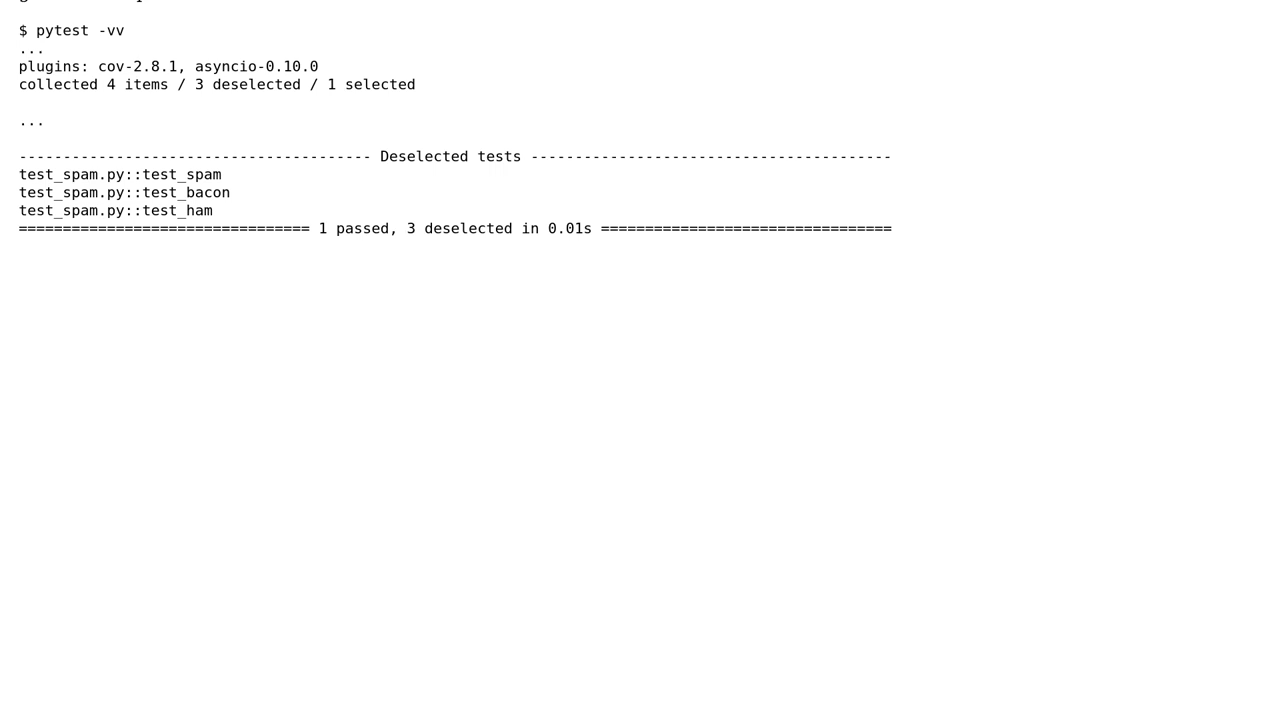 $ pytest -vv
...
plugins: cov-2.8.1, asyncio-0.10.0
collected 4 items / 3 deselected / 1 selected
...
---------------------------------------- Deselected tests -----------------------------------------
test_spam.py::test_spam
test_spam.py::test_bacon
test_spam.py::test_ham
================================= 1 passed, 3 deselected in 0.01s =================================